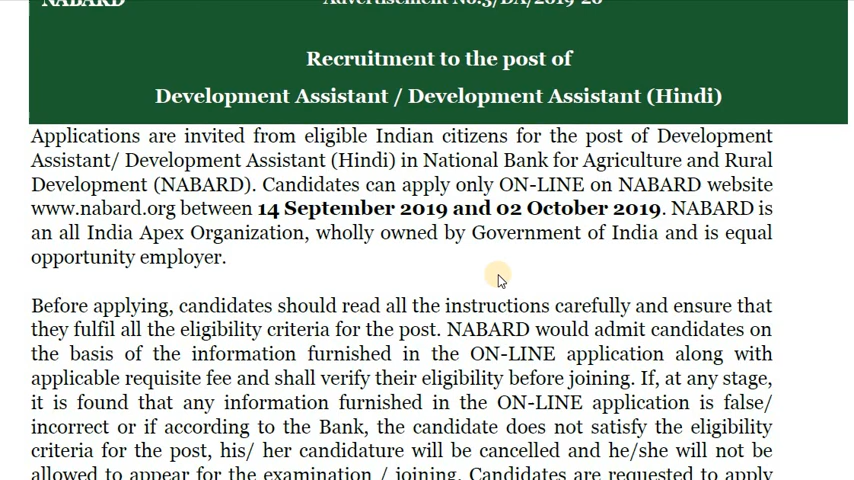 NABARD Advertisement No.3/DA/2019-20
Recruitment to the post of
Development Assistant / Development Assistant (Hindi)
Applications are invited from eligible Indian citizens for the post of Development
Assistant/ Development Assistant (Hindi) in National Bank for Agriculture and Rural
Development (NABARD). Candidates can apply only ON-LINE on NABARD website
www.nabard.org between 14 September 2019 and 02 October 2019. NABARD is
an all India Apex Organization, wholly owned by Government of India and is equal
opportunity employer.
Before applying, candidates should read all the instructions carefully and ensure that
they fulfil all the eligibility criteria for the post. NABARD would admit candidates on
the basis of the information furnished in the ON-LINE application along with
applicable requisite fee and shall verify their eligibility before joining. If, at any stage,
it is found that any information furnished in the ON-LINE application is false/
incorrect or if according to the Bank, the candidate does not satisfy the eligibility
criteria for the post, his/ her candidature will be cancelled and he/she will not be
allowed to appear for the examination / joining. Candidates are requested to apply